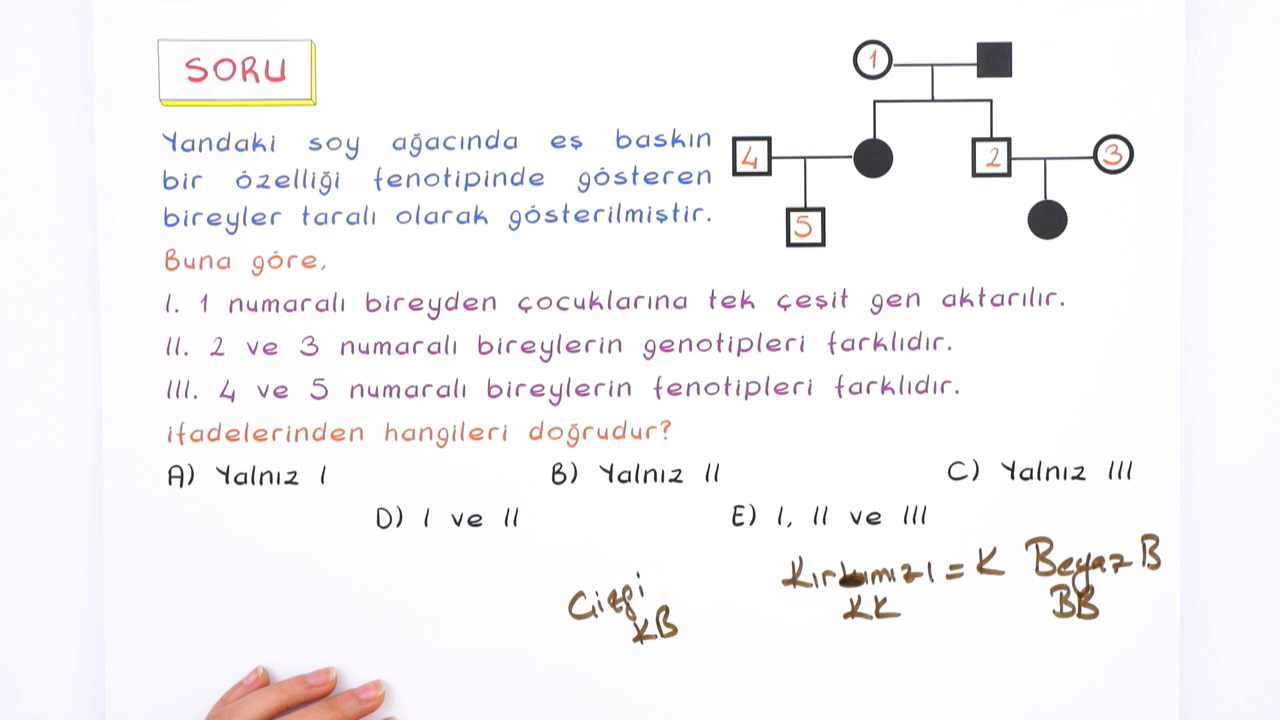 SORU
Yandaki soy ağacında eş baskın
bir özelliği fenotipinde gösteren
bireyler taralı olarak gösterilmiştir.
1
4
2
3
5
Buna göre,
I. 1 numaralı bireyden çocuklarına tek çeşit gen aktarılır.
II. 2 ve 3 numaralı bireylerin genotipleri farklıdır.
III. 4 ve 5 numaralı bireylerin fenotipleri farklıdır.
ifadelerinden hangileri doğrudur?
A) Yalnız I B) Yalnız II C) Yalnız III
D) I ve II E) I, II ve III
Kırkımızı = K Beyaz B
KK BB
KB